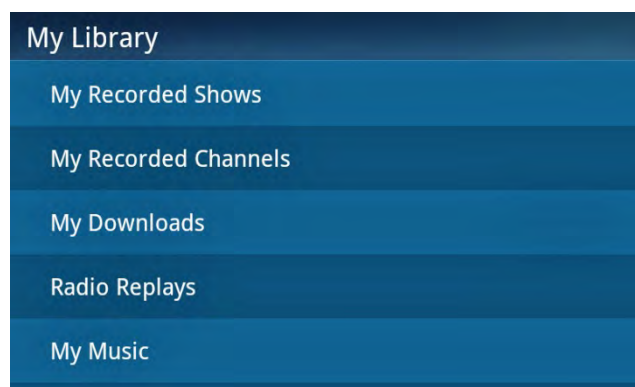 My Library
My Recorded Shows
My Recorded Channels
My Downloads
Radio Replays
My Music